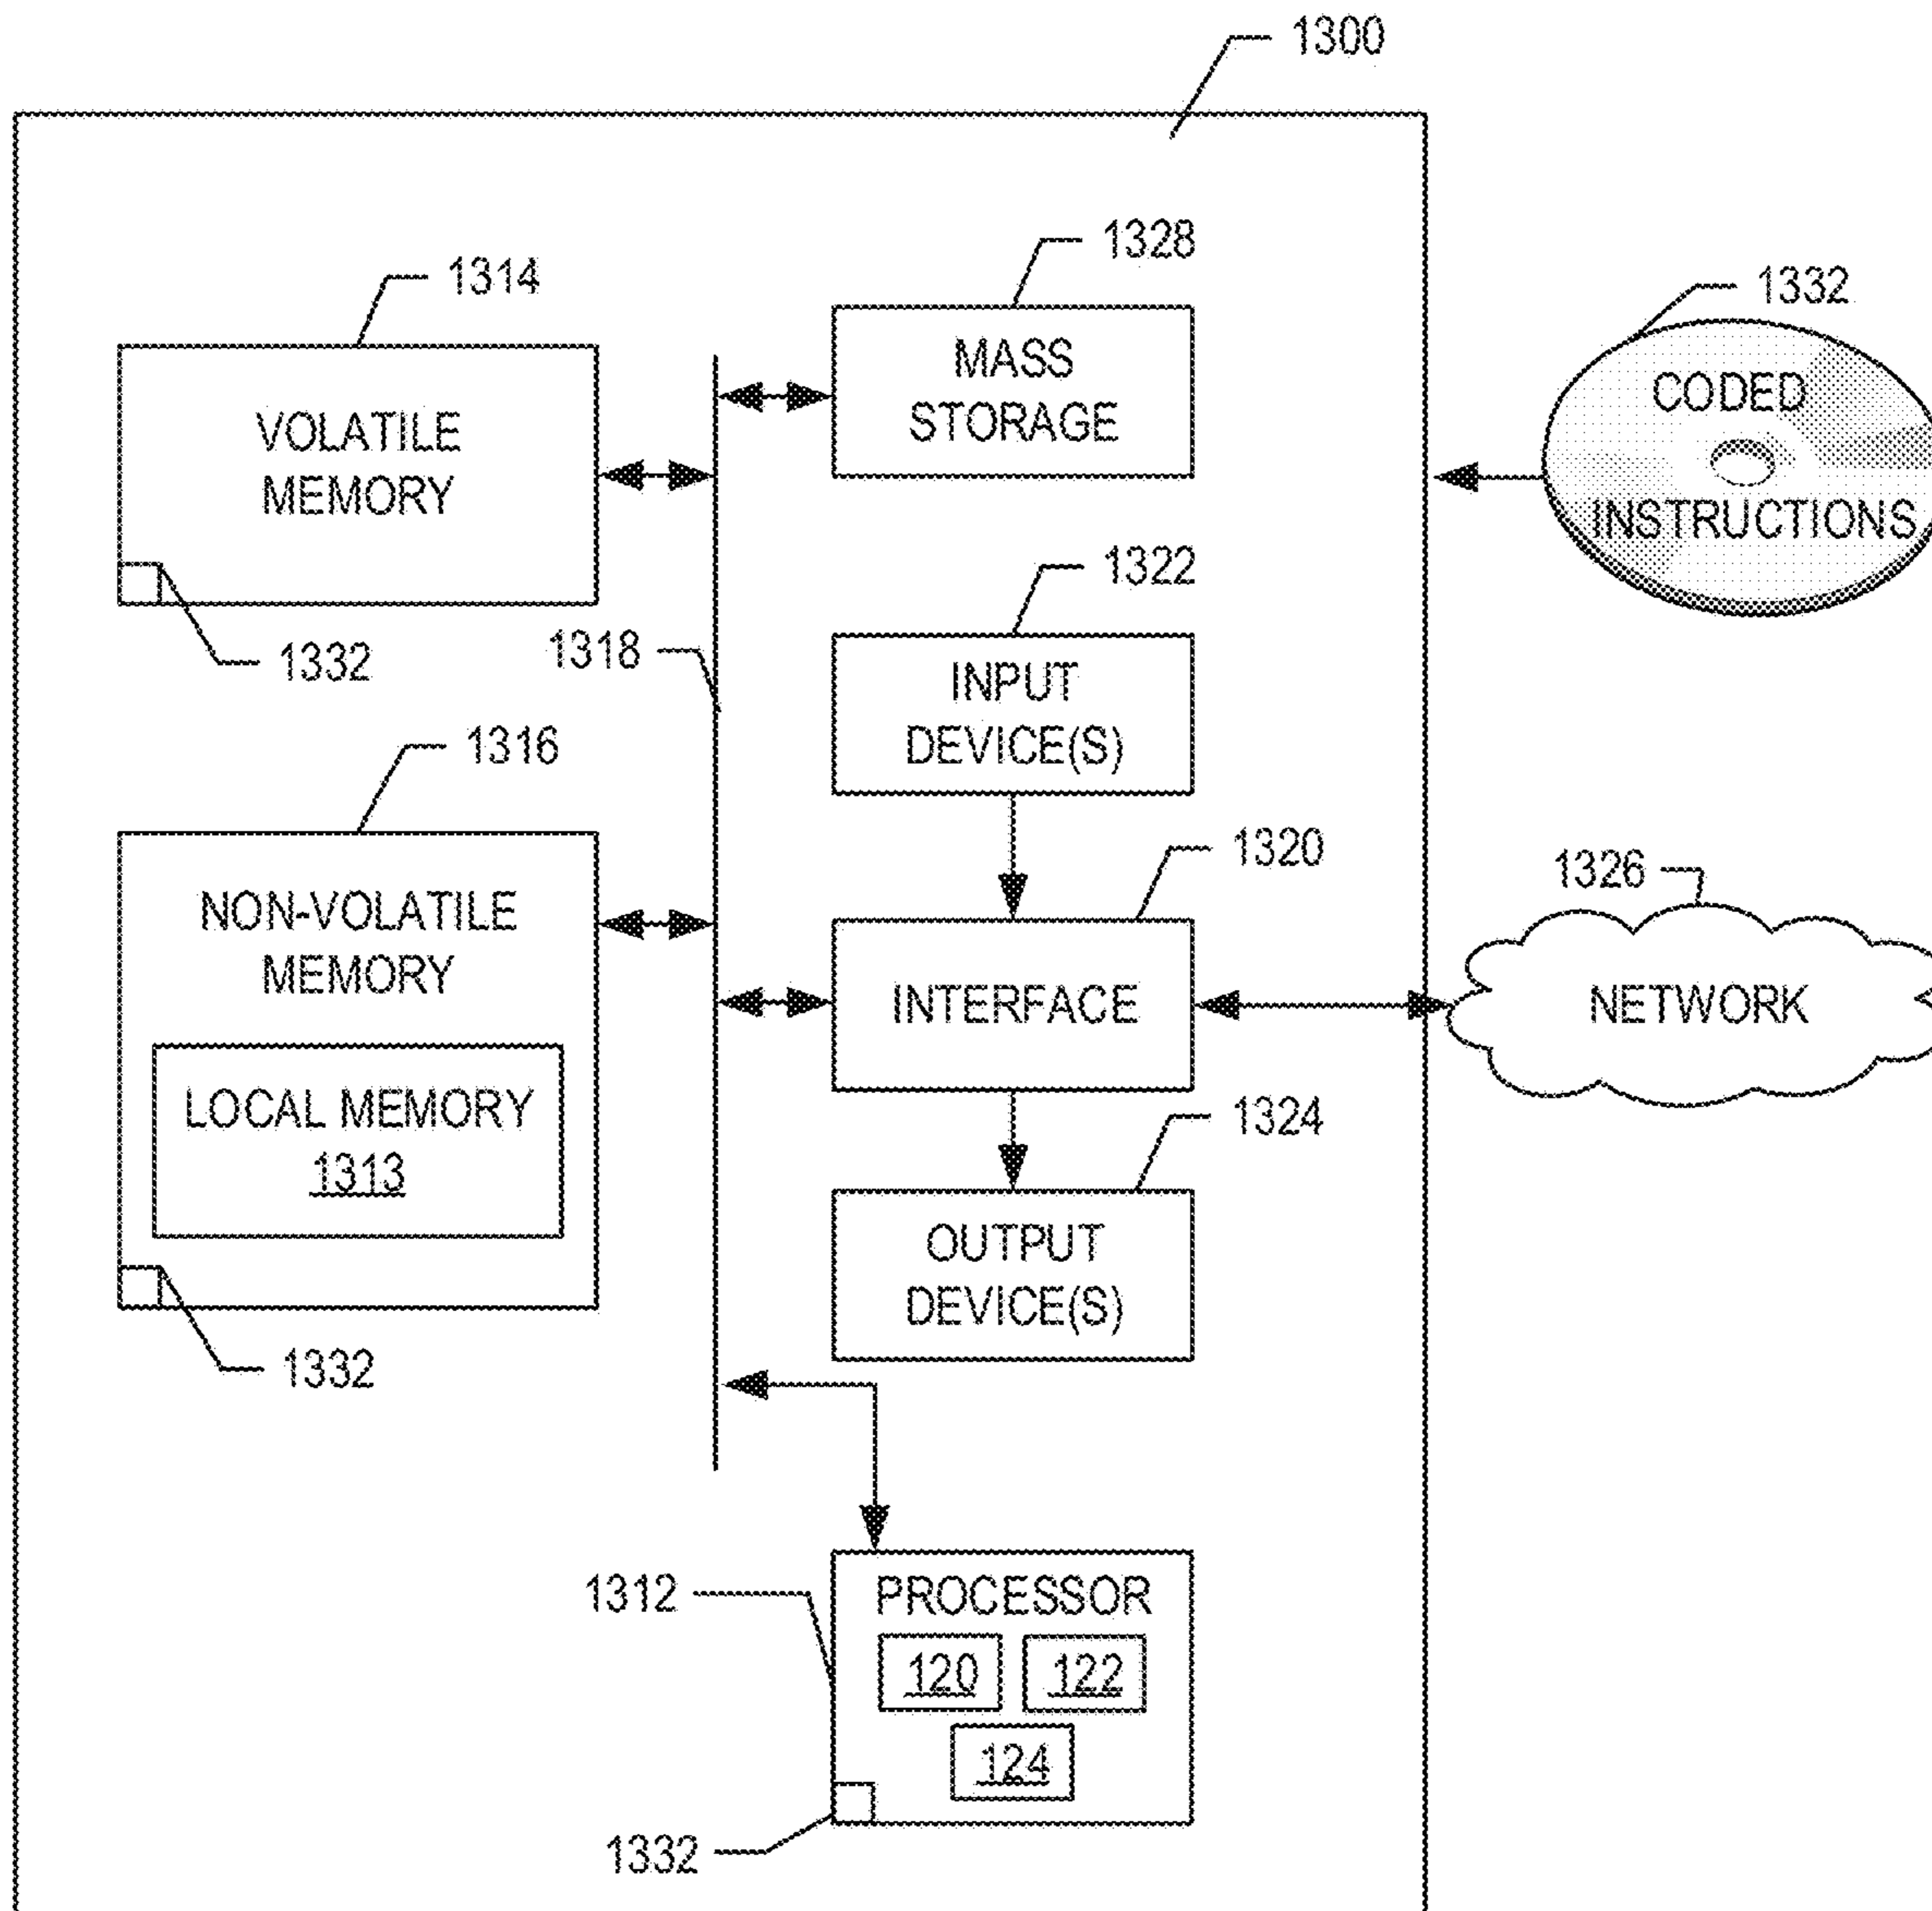 1300
1328
1314
1332
MASS
STORAGE
VOLATILE
MEMORY
CODED
INSTRUCTIONS
1322
1332
1318
INPUT
DEVICE(S)
1316
1320
1326
NON-VOLATILE
MEMORY
INTERFACE
NETWORK
LOCAL MEMORY
1313
1324
OUTPUT
DEVICE(S)
1332
1312
PROCESSOR
120
122
124
1332